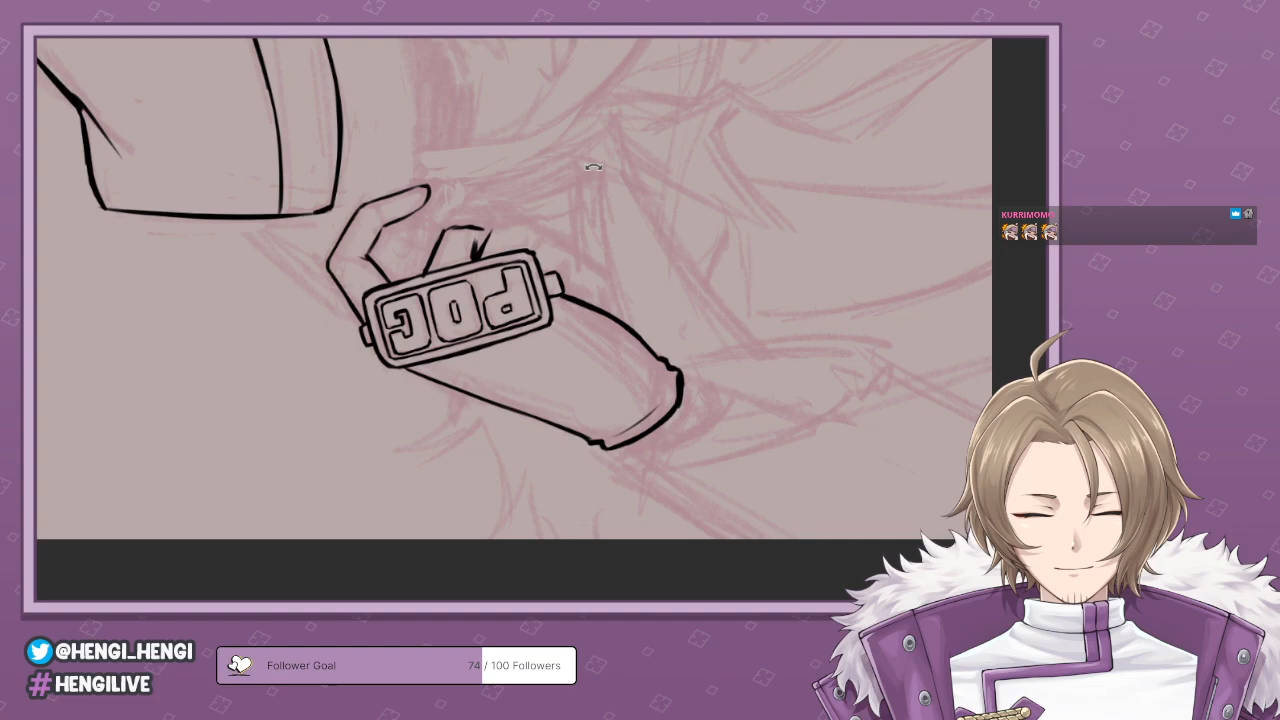 POG
KURRIMOMO
@HENGI_HENGI
# HENGILIVE
Follower Goal 74 / 100 Followers